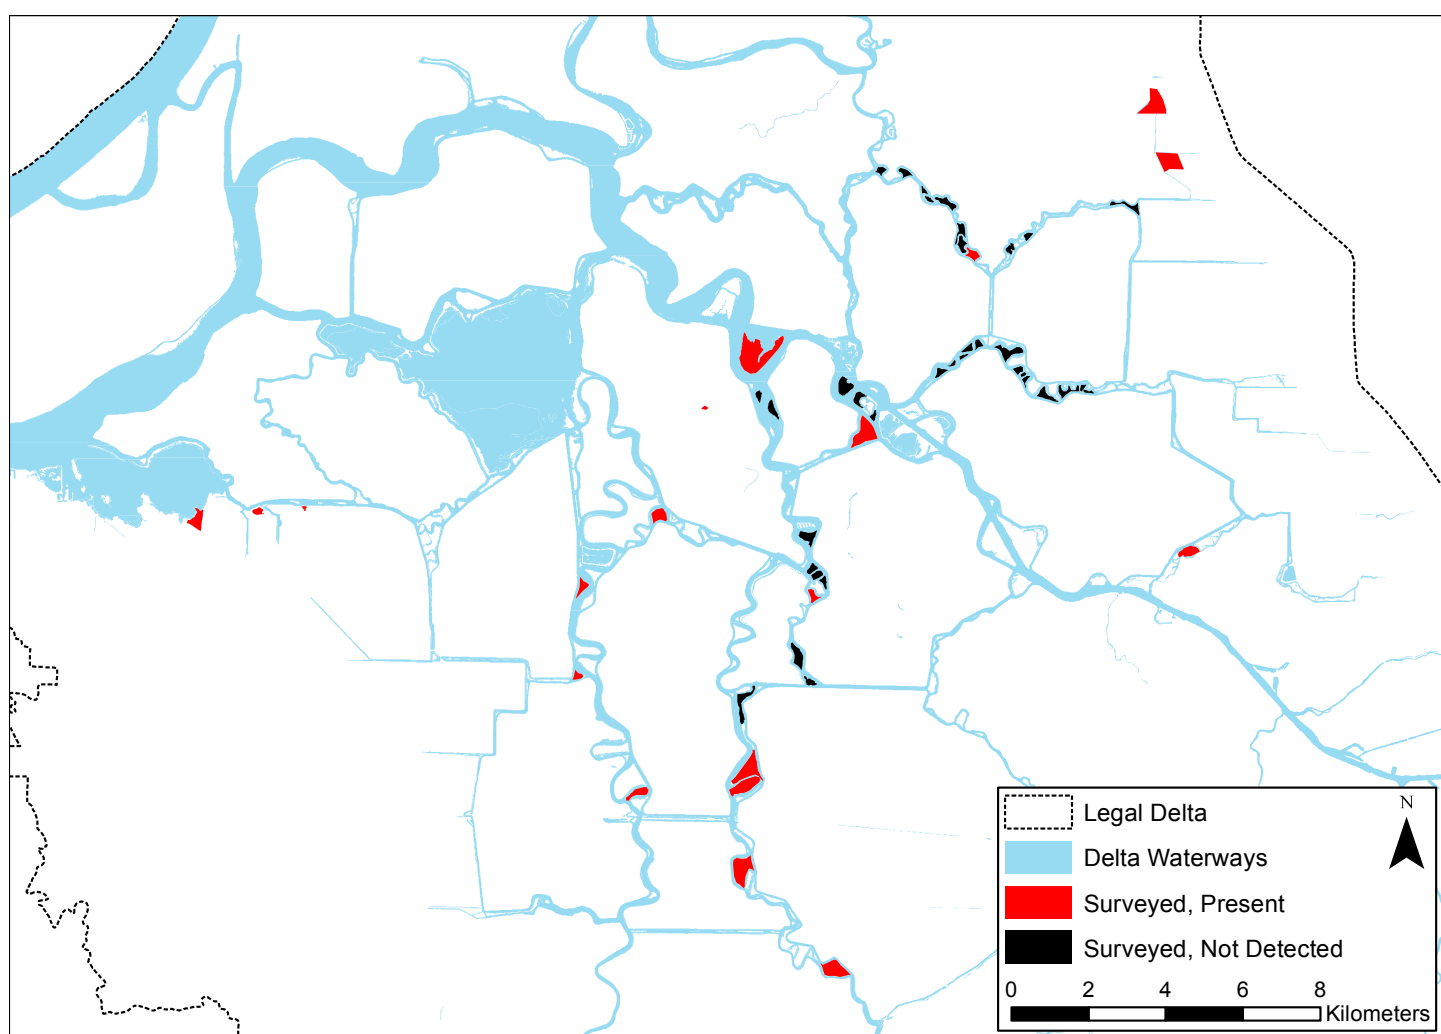 N
Legal Delta
Delta Waterways
Surveyed, Present
Surveyed, Not Detected
0 2 4 6 8
Kilometers